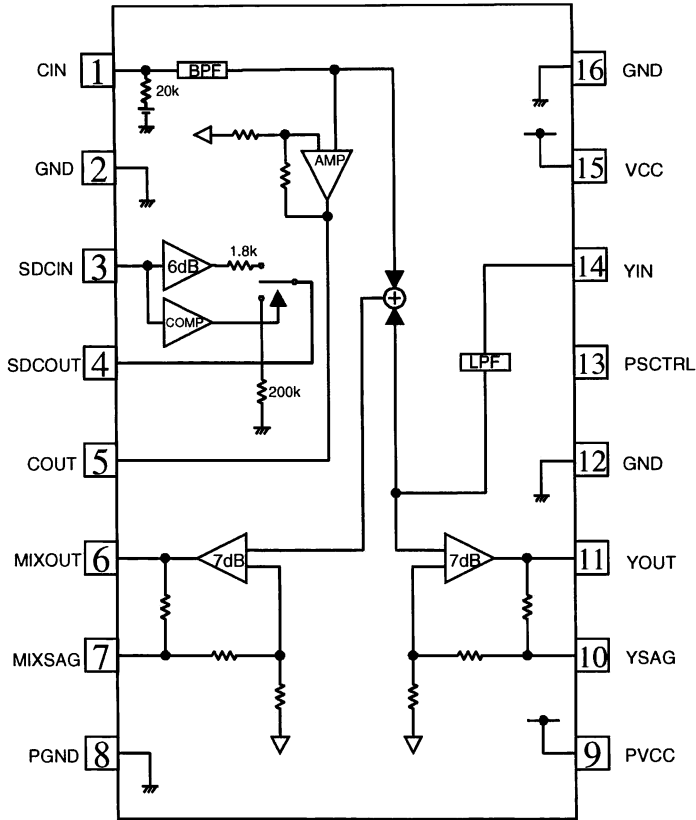 CIN 1 BPF 16 GND
20k
AMP
GND 2 15 VCC
1.8k
SDCIN 3 6dB 14 YIN
COMP
SDCOUT 4 LPF 13 PSCTRL
200k
COUT 5 12 GND
MIXOUT 6 7dB 7dB 11 YOUT
MIXSAG 7 10 YSAG
PGND 8 9 PVCC